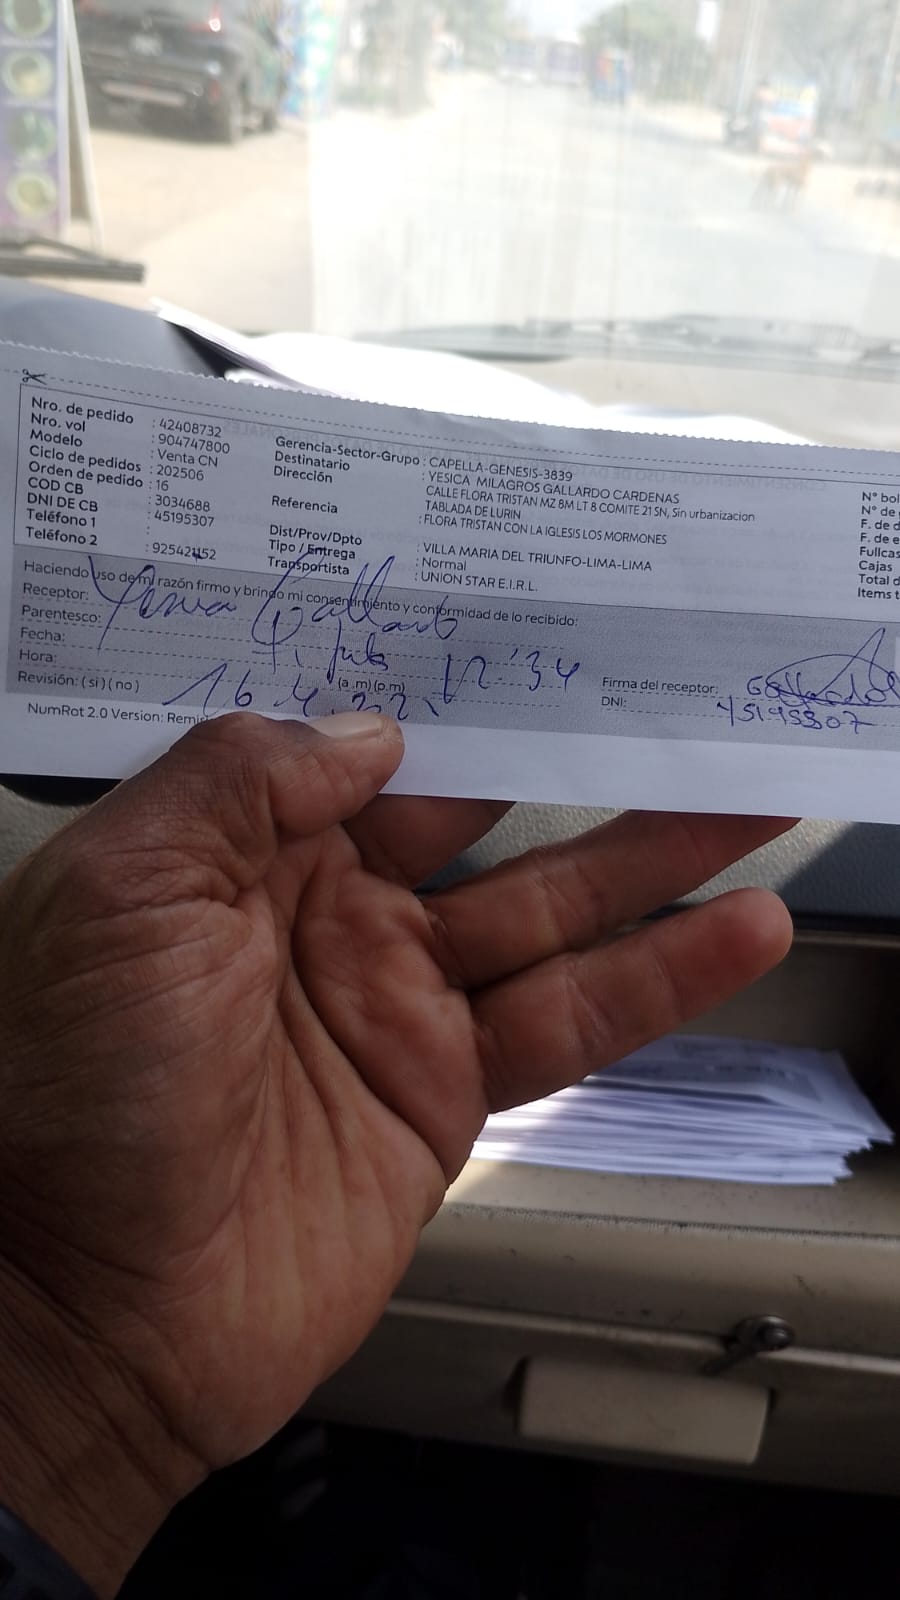 Nro. de pedido : 42408732
Nro. vol : 904747800
Modelo : Venta CN
Ciclo de pedidos : 202506
Orden de pedido : 16
COD CB : 3034688
DNI DE CB : 45195307
Teléfono 1 :
Teléfono 2 : 925421152
Gerencia-Sector-Grupo : CAPELLA-GENESIS-3839
Destinatario : YESICA MILAGROS GALLARDO CARDENAS
Dirección CALLE FLORA TRISTAN MZ 8M LT 8 COMITE 21 SN, Sin urbanizacion
TABLADA DE LURIN
Referencia : FLORA TRISTAN CON LA IGLESIS LOS MORMONES
Dist/Prov/Dpto : VILLA MARIA DEL TRIUNFO-LIMA-LIMA
Tipo / Entrega : Normal
Transportista : UNION STAR E.I.R.L.
N° bol
N° de
F. de d
F. de e
Fullcas
Cajas
Total d
Items t
Haciendo uso de mi razón firmo y brindo mi consentimiento y conformidad de lo recibido:
Receptor: Gallardo
Parentesco:
Fecha:
Hora: (a.m)(p.m) 12:34
Revisión: (si) (no) 16
Firma del receptor: Gallardo
DNI: 45195307
NumRot 2.0 Version: Remis